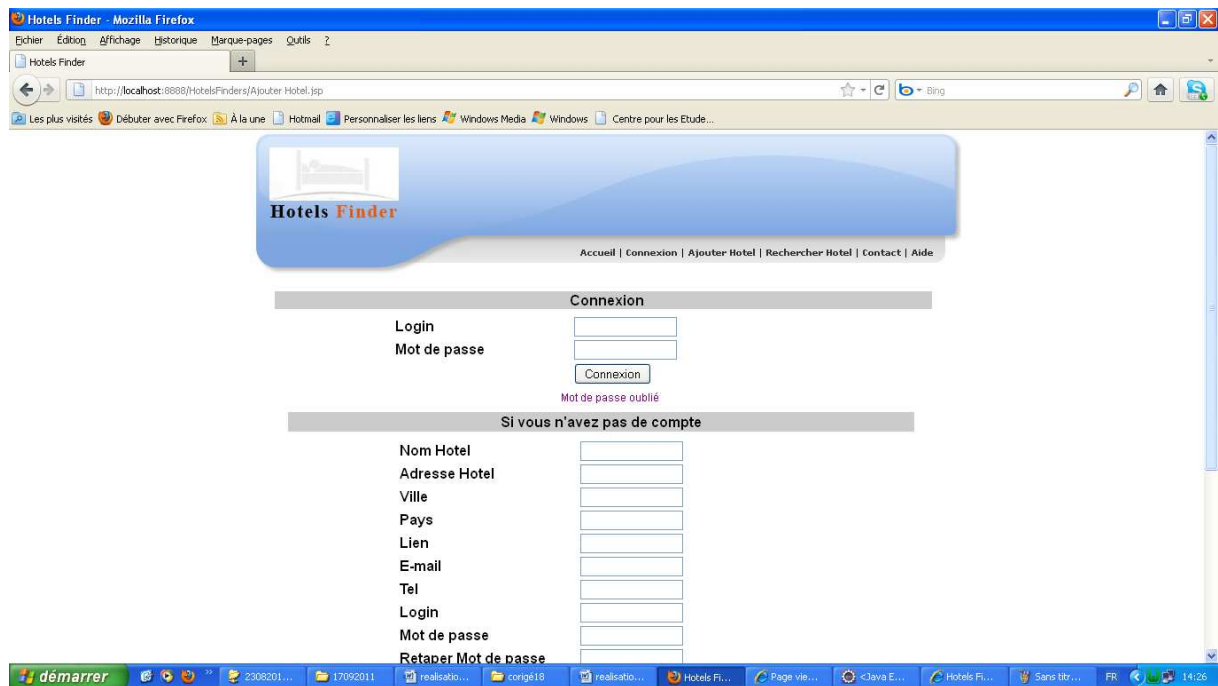 Hotels Finder - Mozilla Firefox
Fichier Édition Affichage Historique Marque-pages Outils ?
Hotels Finder +
http://localhost:8888/HotelsFinders/Ajouter Hotel.jsp Bing
Les plus visités Débuter avec Firefox À la une Hotmail Personnaliser les liens Windows Media Windows Centre pour les Etude...
Hotels Finder
Accueil | Connexion | Ajouter Hotel | Rechercher Hotel | Contact | Aide
Connexion
Login
Mot de passe
Connexion
Mot de passe oublié
Si vous n'avez pas de compte
Nom Hotel
Adresse Hotel
Ville
Pays
Lien
E-mail
Tel
Login
Mot de passe
Retaper Mot de passe
démarrer 2308201... 17092011 realisatio... corigé18 realisatio... Hotels Fi... Page vie... <Java E... Hotels Fi... Sans titr... FR 14:26